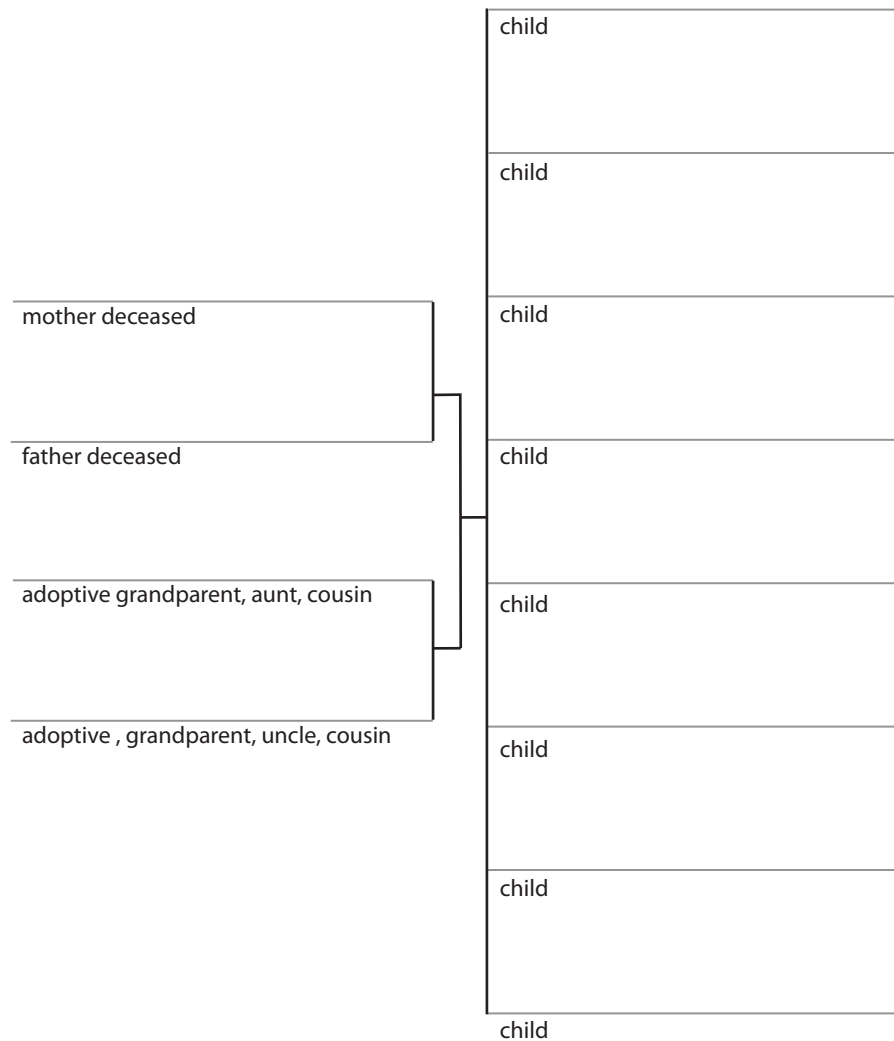 child
child
child
mother deceased
child
father deceased
child
adoptive grandparent, aunt, cousin
child
adoptive , grandparent, uncle, cousin
child
child